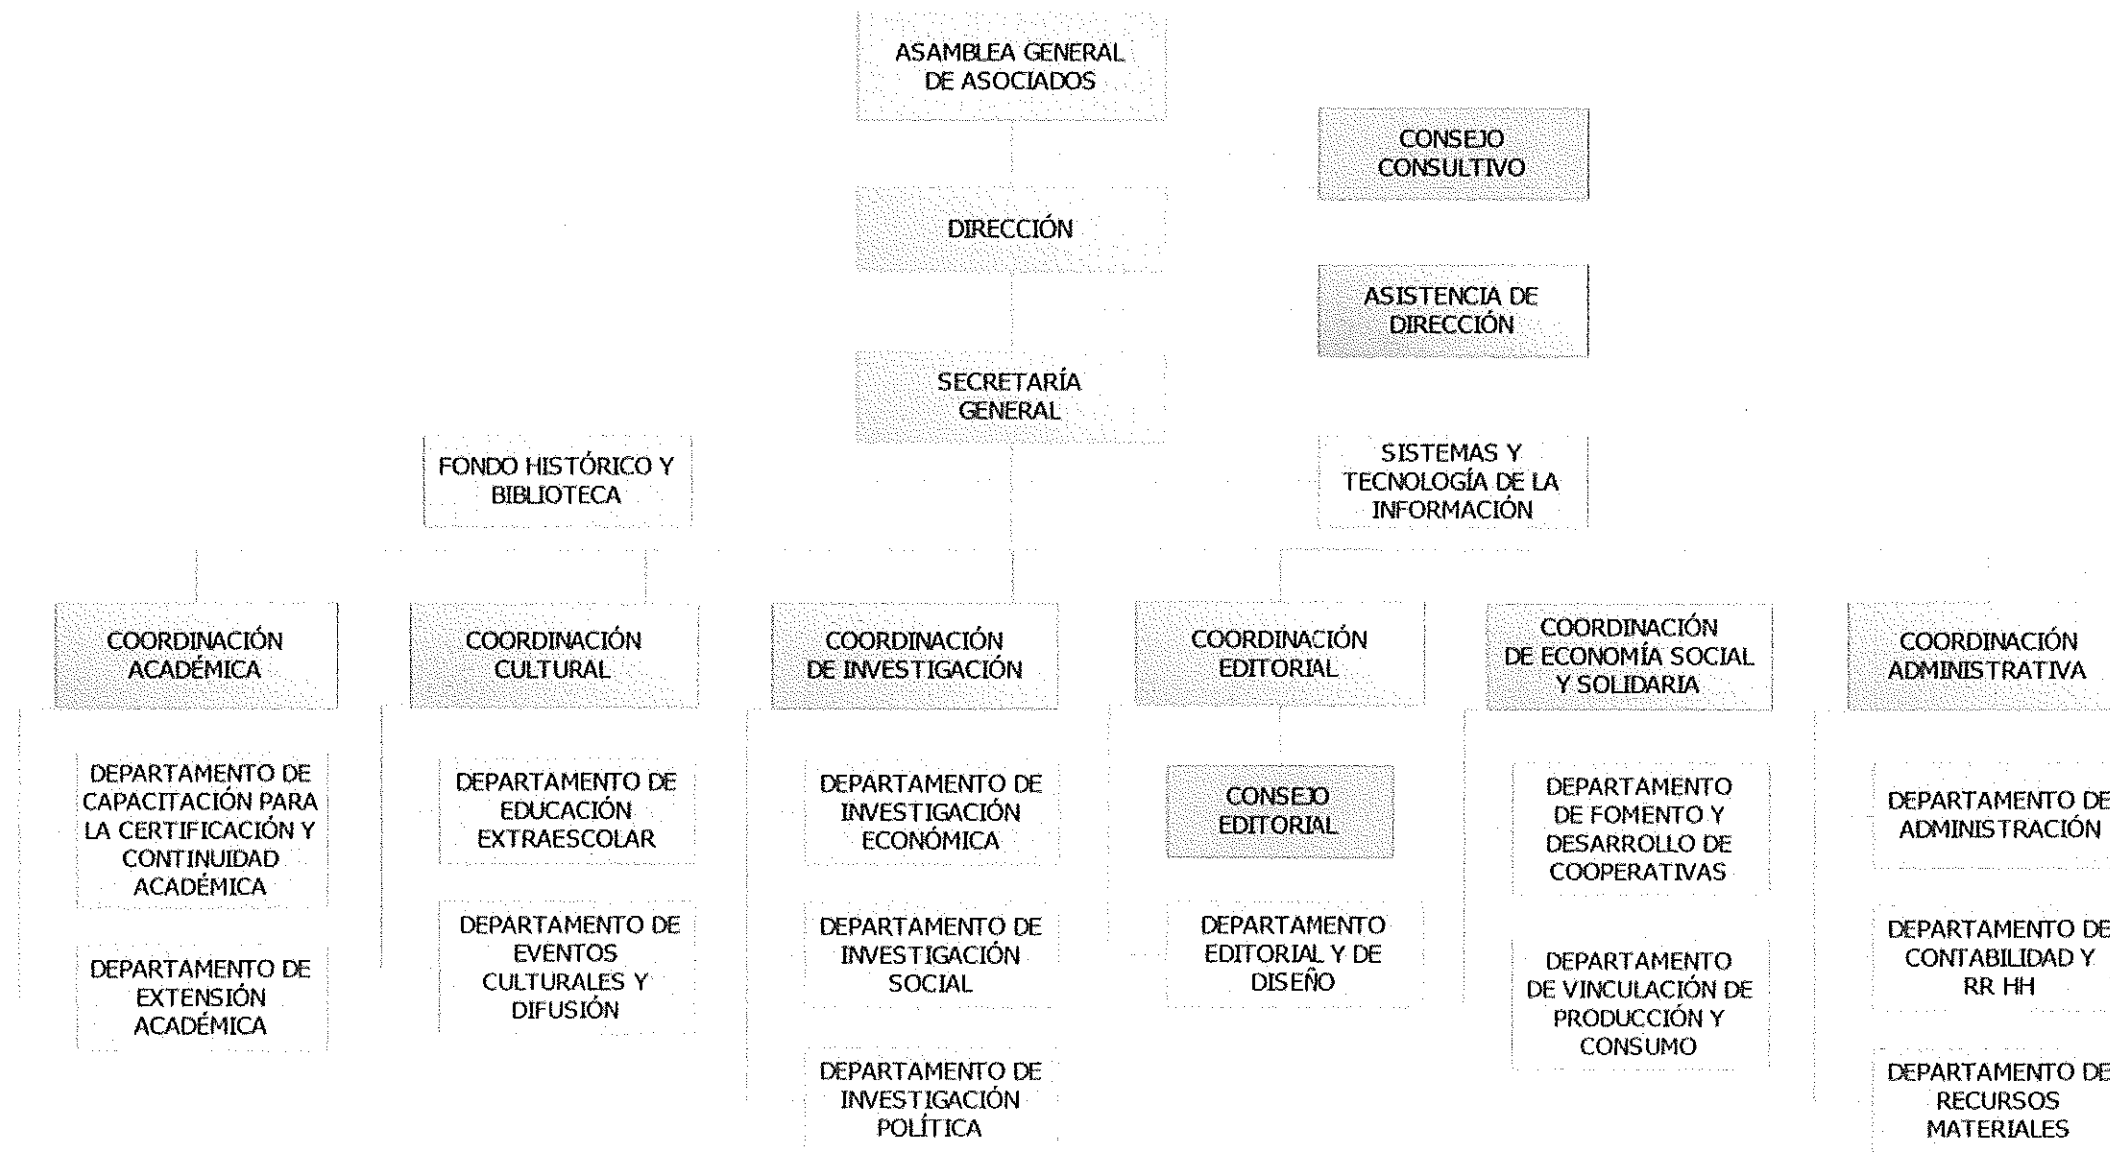 ASAMBLEA GENERAL
DE ASOCIADOS
CONSEJO
CONSULTIVO
DIRECCIÓN
ASISTENCIA DE
DIRECCIÓN
SECRETARÍA
GENERAL
FONDO HISTÓRICO Y
BIBLIOTECA
SISTEMAS Y
TECNOLOGÍA DE LA
INFORMACIÓN
COORDINACIÓN
ACADÉMICA
COORDINACIÓN
CULTURAL
COORDINACIÓN
DE INVESTIGACIÓN
COORDINACIÓN
EDITORIAL
COORDINACIÓN
DE ECONOMÍA SOCIAL
Y SOLIDARIA
COORDINACIÓN
ADMINISTRATIVA
DEPARTAMENTO DE
CAPACITACIÓN PARA
LA CERTIFICACIÓN Y
CONTINUIDAD
ACADÉMICA
DEPARTAMENTO DE
EXTENSIÓN
ACADÉMICA
DEPARTAMENTO DE
EDUCACIÓN
EXTRAESCOLAR
DEPARTAMENTO DE
EVENTOS
CULTURALES Y
DIFUSIÓN
DEPARTAMENTO DE
INVESTIGACIÓN
ECONÓMICA
DEPARTAMENTO DE
INVESTIGACIÓN
SOCIAL
DEPARTAMENTO DE
INVESTIGACIÓN
POLÍTICA
CONSEJO
EDITORIAL
DEPARTAMENTO
EDITORIAL Y DE
DISEÑO
DEPARTAMENTO
DE FOMENTO Y
DESARROLLO DE
COOPERATIVAS
DEPARTAMENTO
DE VINCULACIÓN DE
PRODUCCIÓN Y
CONSUMO
DEPARTAMENTO DE
ADMINISTRACIÓN
DEPARTAMENTO DE
CONTABILIDAD Y
RR HH
DEPARTAMENTO DE
RECURSOS
MATERIALES